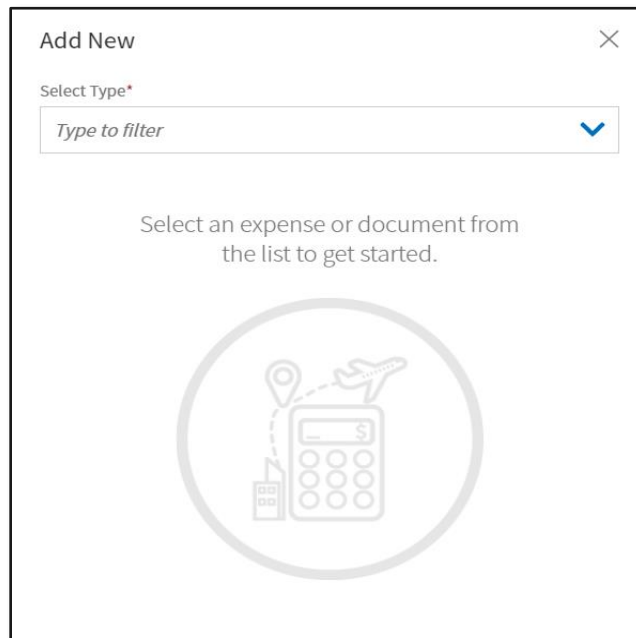 Add New
Select Type*
Type to filter
Select an expense or document from
the list to get started.
$